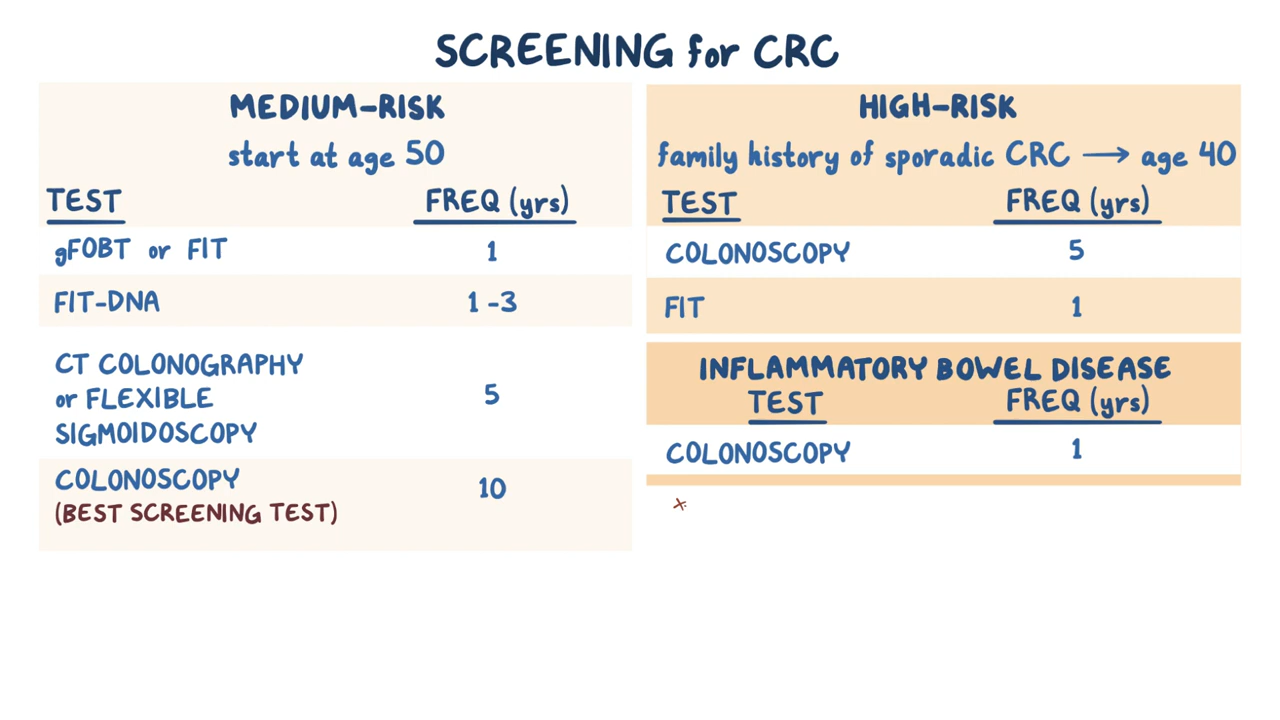 SCREENING for CRC
MEDIUM-RISK
start at age 50
TEST FREQ (yrs)
gFOBT or FIT 1
FIT-DNA 1-3
CT COLONOGRAPHY
or FLEXIBLE 5
SIGMOIDOSCOPY
COLONOSCOPY 10
(BEST SCREENING TEST)
HIGH-RISK
family history of sporadic CRC → age 40
TEST FREQ (yrs)
COLONOSCOPY 5
FIT 1
INFLAMMATORY BOWEL DISEASE
TEST FREQ (yrs)
COLONOSCOPY 1